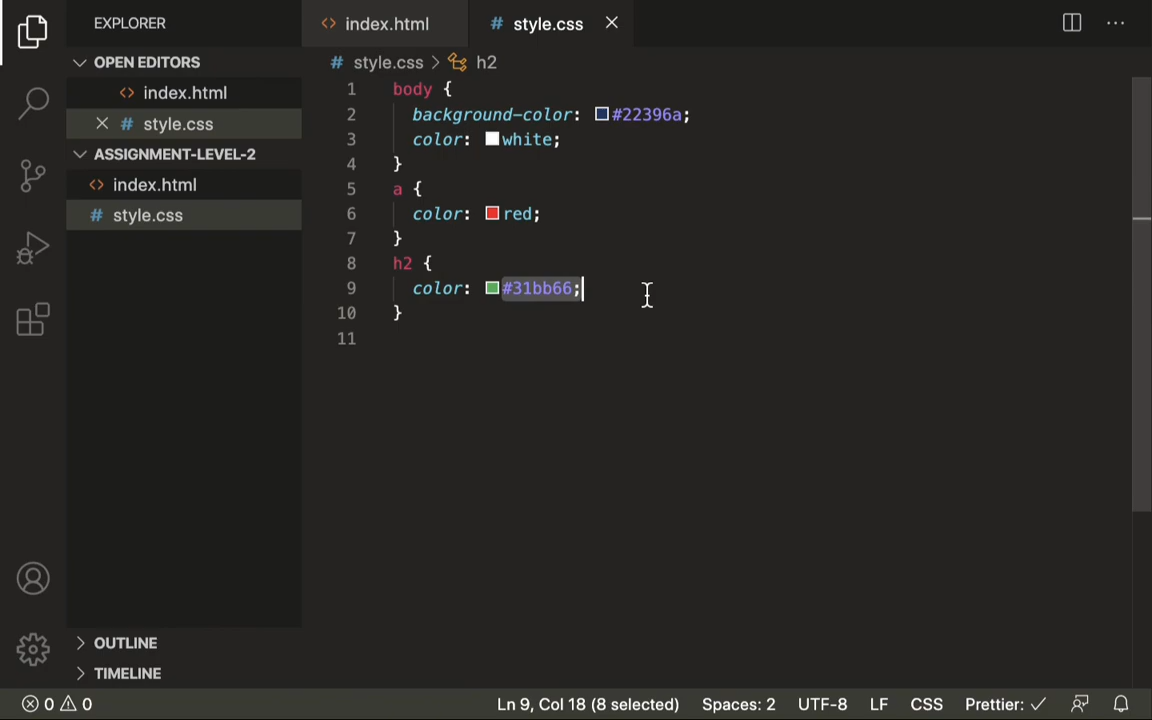 EXPLORER
OPEN EDITORS
index.html
# style.css
ASSIGNMENT-LEVEL-2
index.html
# style.css
OUTLINE
TIMELINE
index.html
# style.css
# style.css > h2
1 body {
2 background-color: #22396a;
3 color: white;
4 }
5 a {
6 color: red;
7 }
8 h2 {
9 color: #31bb66;
10 }
11
0 0 Ln 9, Col 18 (8 selected) Spaces: 2 UTF-8 LF CSS Prettier: ✓